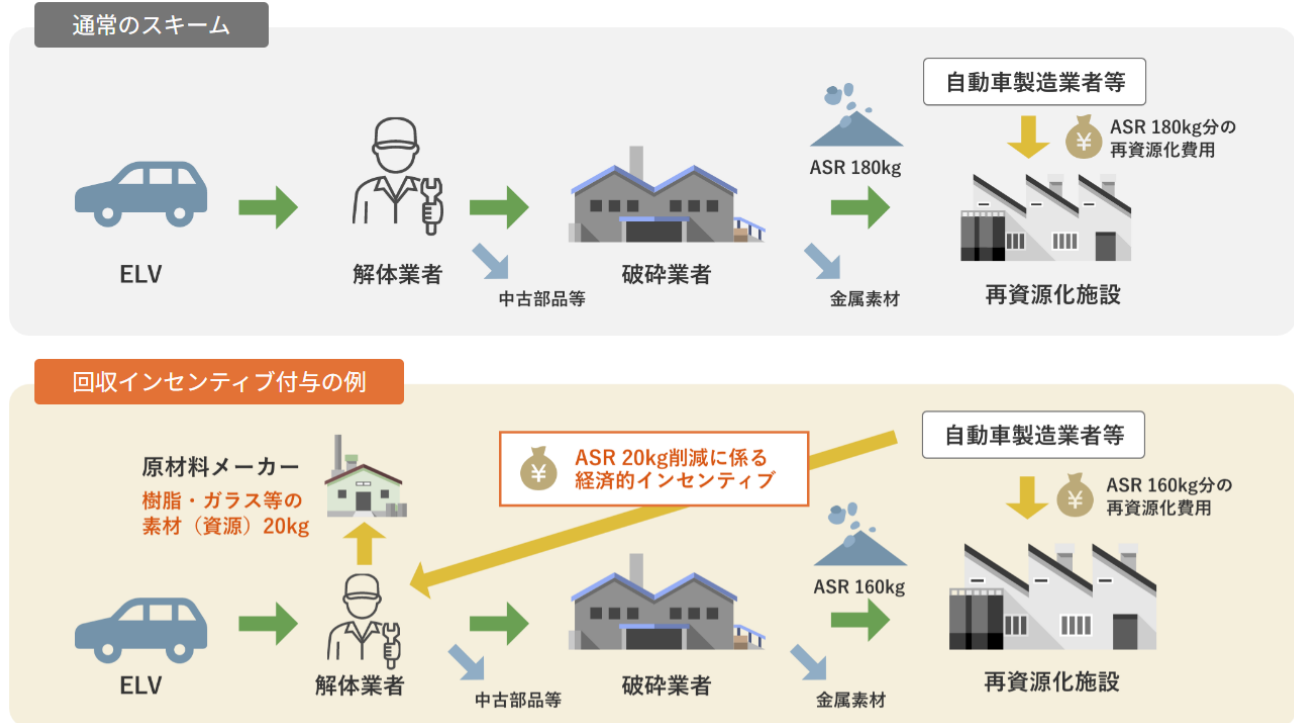 通常のスキーム
自動車製造業者等
ASR 180kg分の
再資源化費用
ASR 180kg
ELV
解体業者
中古部品等
破砕業者
金属素材
再資源化施設
回収インセンティブ付与の例
自動車製造業者等
原材料メーカー
樹脂・ガラス等の
素材（資源）20kg
ASR 20kg削減に係る
経済的インセンティブ
ASR 160kg分の
再資源化費用
ASR 160kg
ELV
解体業者
中古部品等
破砕業者
金属素材
再資源化施設
¥
¥
¥